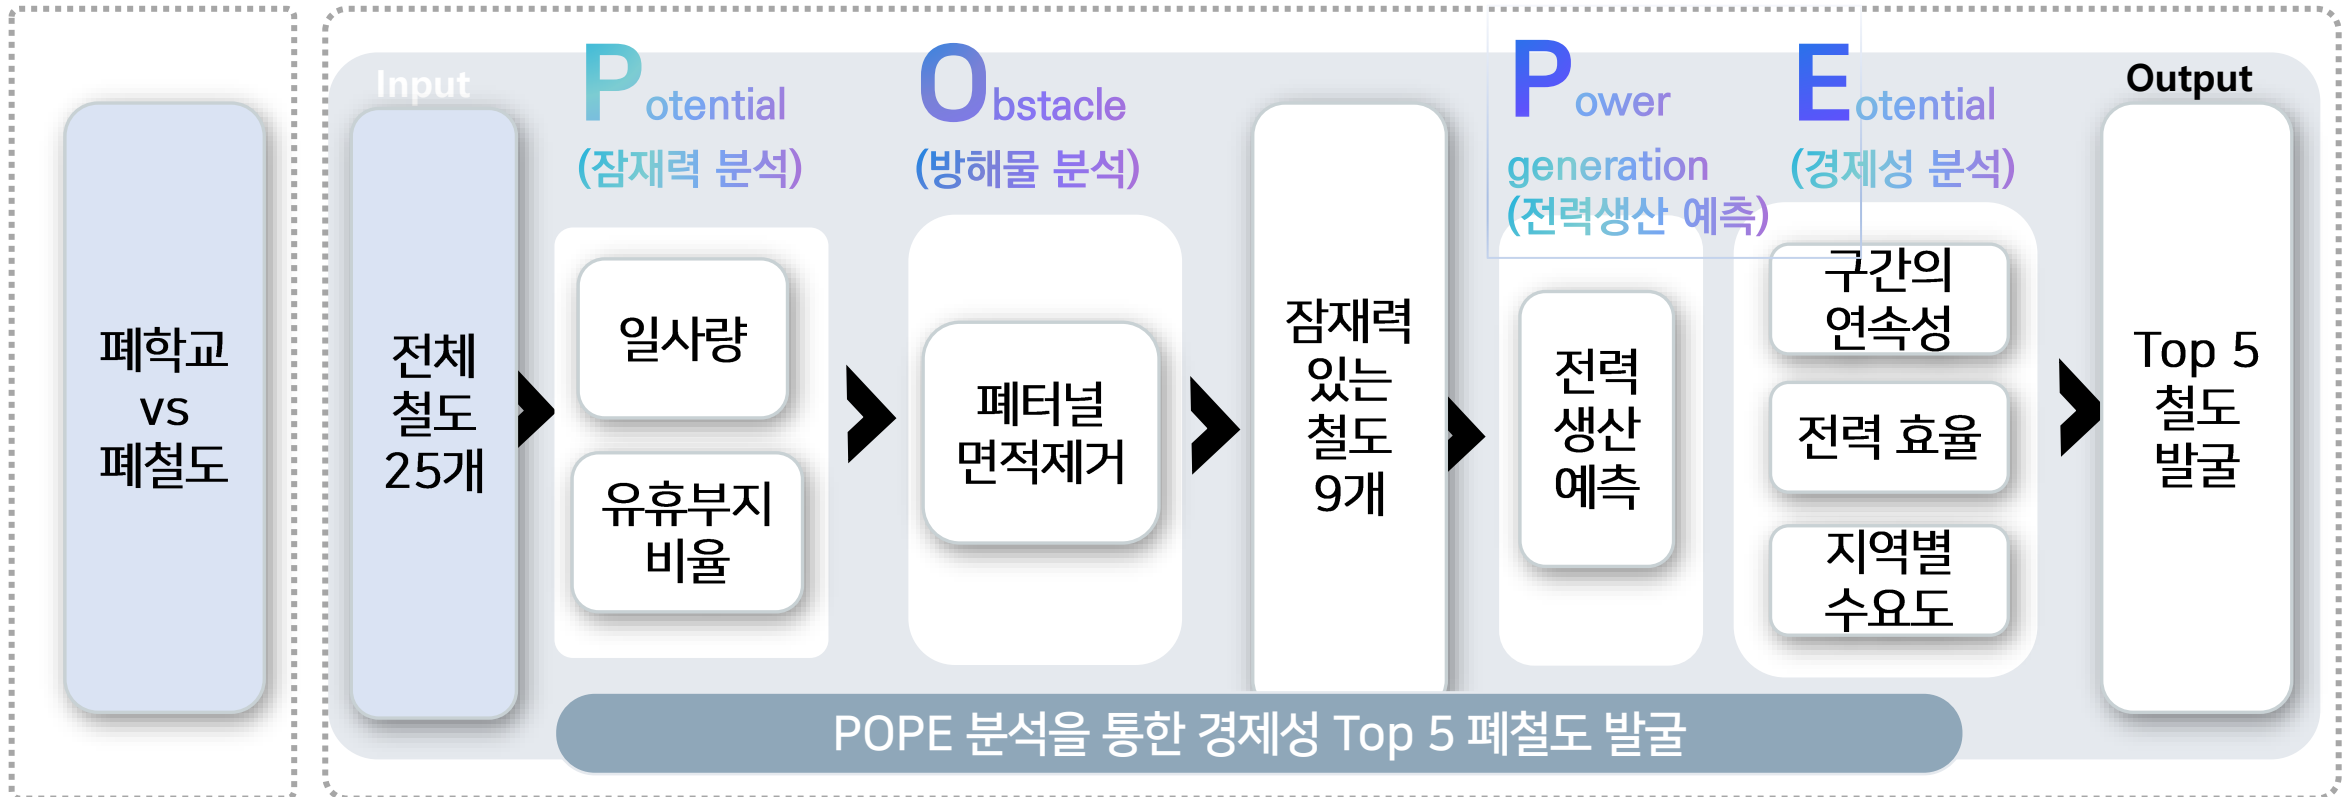 폐학교
vs
폐철도
Input
전체
철도
25개
Potential
(잠재력 분석)
일사량
유휴부지
비율
Obstacle
(방해물 분석)
폐터널
면적제거
잠재력
있는
철도
9개
Power
generation
(전력생산 예측)
전력
생산
예측
Eotential
(경제성 분석)
구간의
연속성
전력 효율
지역별
수요도
Output
Top 5
철도
발굴
POPE 분석을 통한 경제성 Top 5 폐철도 발굴